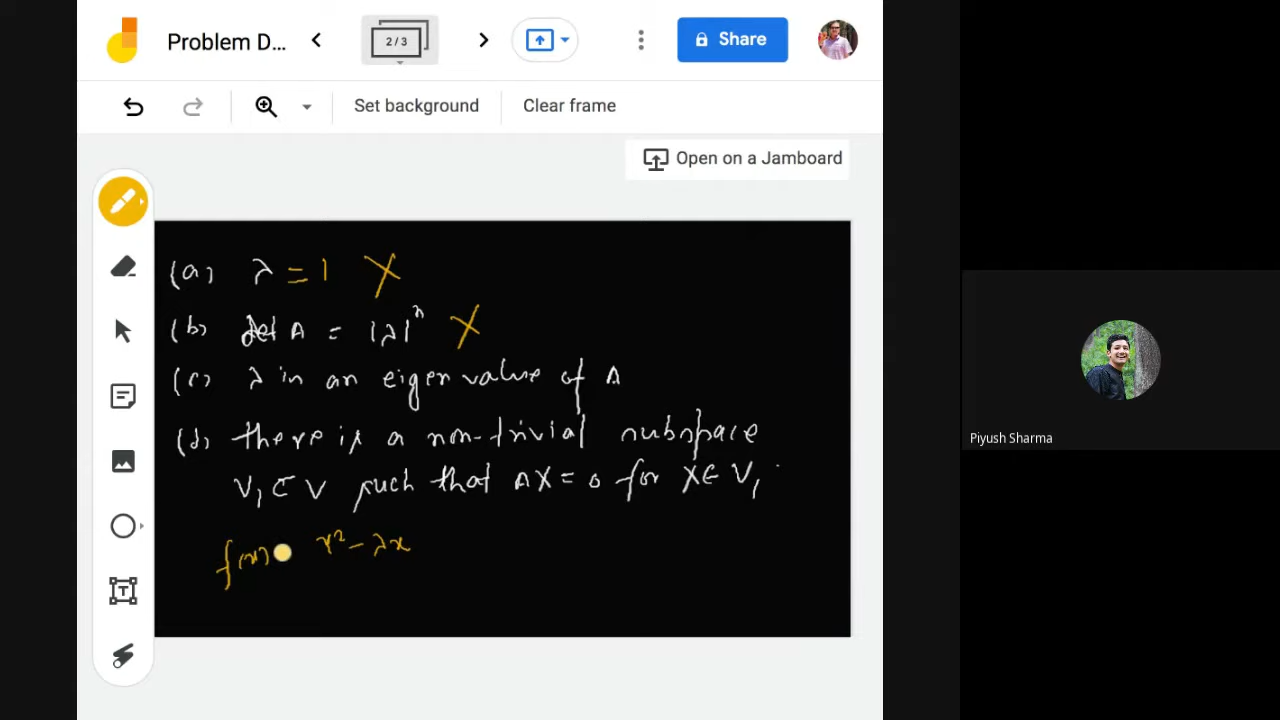 Problem D...
2 / 3
Share
Set background
Clear frame
Open on a Jamboard
(a) λ = 1 X
(b) det A = |λ|ⁿ X
(c) λ in an eigen value of A
(d) there is a non-trivial subspace
V₁ ⊂ V such that AX = 0 for X ∈ V₁
f(x) x² - λx
Piyush Sharma